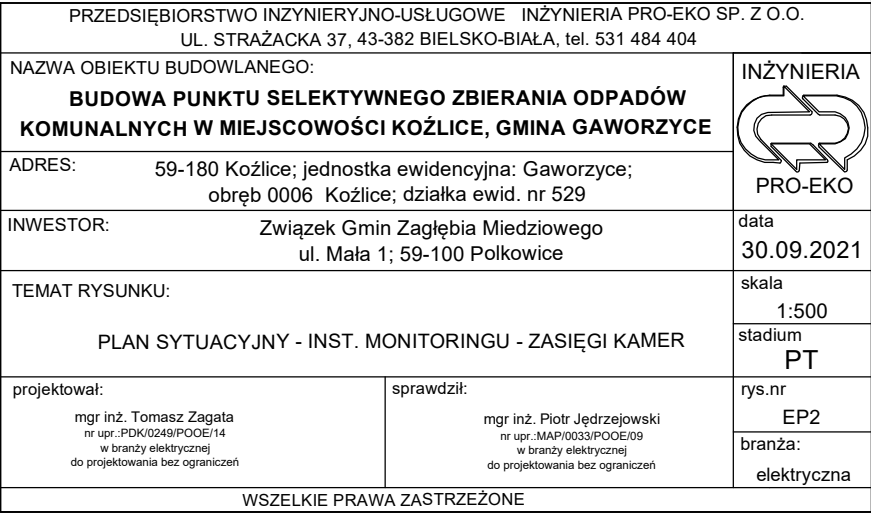 PRZEDSIĘBIORSTWO INZYNIERYJNO-USŁUGOWE INŻYNIERIA PRO-EKO SP. Z O.O.
UL. STRAŻACKA 37, 43-382 BIELSKO-BIAŁA, tel. 531 484 404
NAZWA OBIEKTU BUDOWLANEGO:
BUDOWA PUNKTU SELEKTYWNEGO ZBIERANIA ODPADÓW
KOMUNALNYCH W MIEJSCOWOŚCI KOŹLICE, GMINA GAWORZYCE
INŻYNIERIA
PRO-EKO
ADRES:
59-180 Koźlice; jednostka ewidencyjna: Gaworzyce;
obręb 0006 Koźlice; działka ewid. nr 529
INWESTOR:
Związek Gmin Zagłębia Miedziowego
ul. Mała 1; 59-100 Polkowice
data
30.09.2021
TEMAT RYSUNKU:
PLAN SYTUACYJNY - INST. MONITORINGU - ZASIĘGI KAMER
skala
1:500
stadium
PT
projektował:
mgr inż. Tomasz Zagata
nr upr.:PDK/0249/POOE/14
w branży elektrycznej
do projektowania bez ograniczeń
sprawdził:
mgr inż. Piotr Jędrzejowski
nr upr.:MAP/0033/POOE/09
w branży elektrycznej
do projektowania bez ograniczeń
rys.nr
EP2
branża:
elektryczna
WSZELKIE PRAWA ZASTRZEŻONE